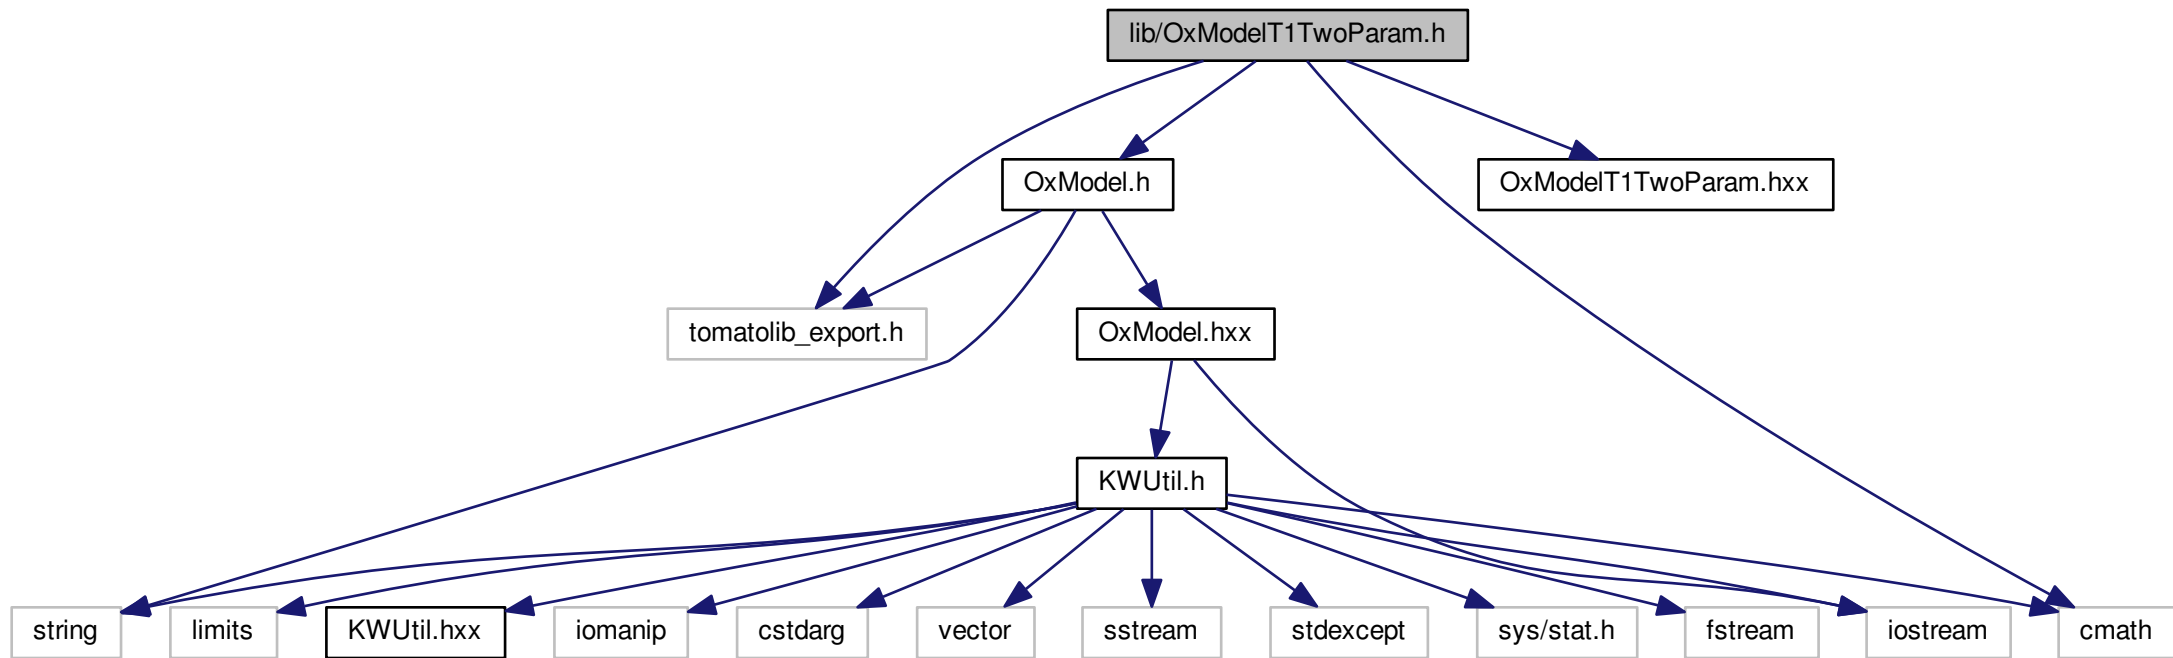 lib/OxModelT1TwoParam.h
OxModel.h
OxModelT1TwoParam.hxx
tomatolib_export.h
OxModel.hxx
KWUtil.h
string
limits
KWUtil.hxx
iomanip
cstdarg
vector
sstream
stdexcept
sys/stat.h
fstream
iostream
cmath